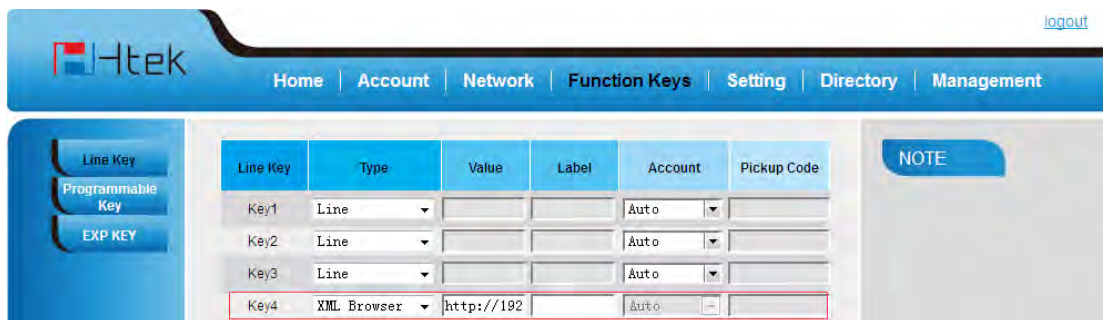 logout
Htek
Home Account Network Function Keys Setting Directory Management
Line Key
Programmable
Key
EXP KEY
Line Key Type Value Label Account Pickup Code
Key1 Line Auto
Key2 Line Auto
Key3 Line Auto
Key4 XML Browser http://192 Auto
NOTE